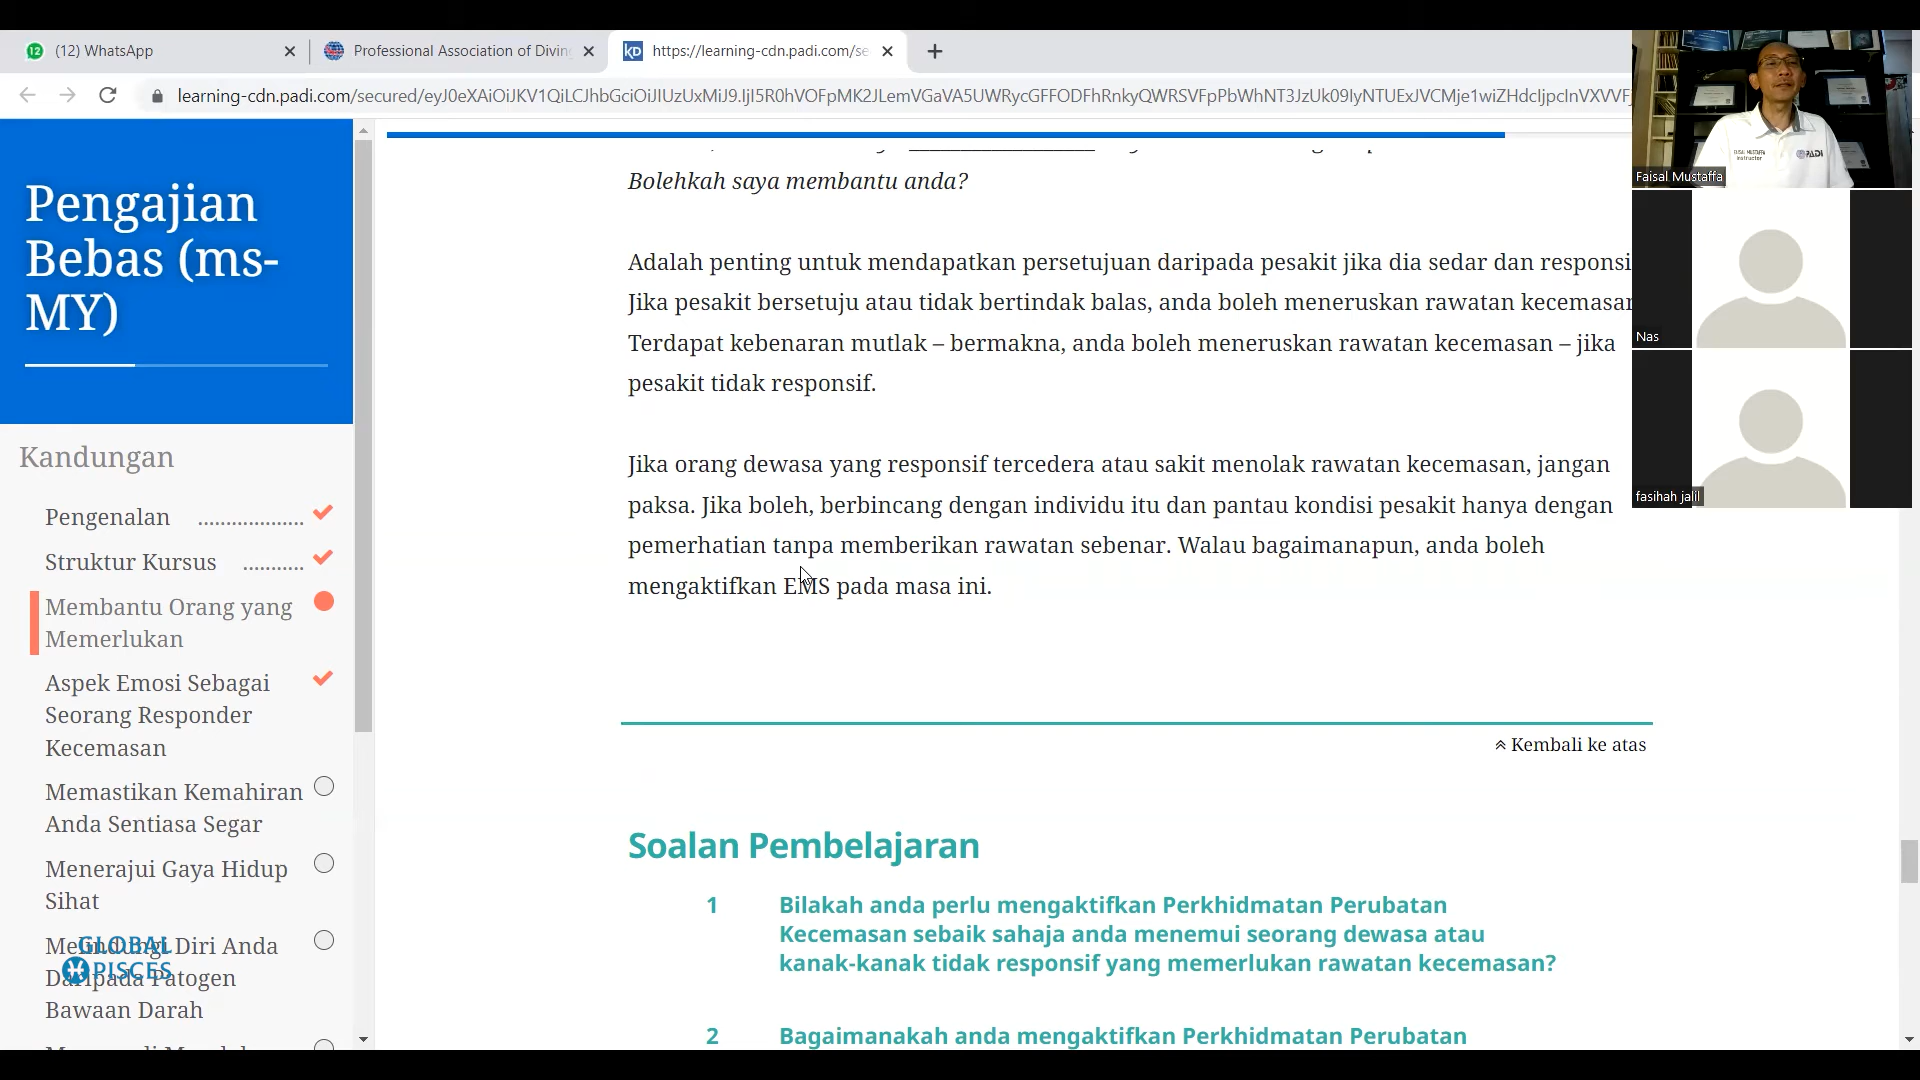 (12) WhatsApp
Professional Association of Divin
https://learning-cdn.padi.com/se
Pengajian
Bebas (ms-
MY)
Kandungan
Pengenalan ...................
Struktur Kursus ...........
Membantu Orang yang
Memerlukan
Aspek Emosi Sebagai
Seorang Responder
Kecemasan
Memastikan Kemahiran
Anda Sentiasa Segar
Menerajui Gaya Hidup
Sihat
Melindungi Diri Anda
Daripada Patogen
Bawaan Darah
GLOBAL
PISCES
Bolehkah saya membantu anda?
Adalah penting untuk mendapatkan persetujuan daripada pesakit jika dia sedar dan responsi
Jika pesakit bersetuju atau tidak bertindak balas, anda boleh meneruskan rawatan kecemasan
Terdapat kebenaran mutlak – bermakna, anda boleh meneruskan rawatan kecemasan – jika
pesakit tidak responsif.
Jika orang dewasa yang responsif tercedera atau sakit menolak rawatan kecemasan, jangan
paksa. Jika boleh, berbincang dengan individu itu dan pantau kondisi pesakit hanya dengan
pemerhatian tanpa memberikan rawatan sebenar. Walau bagaimanapun, anda boleh
mengaktifkan EMS pada masa ini.
Kembali ke atas
Soalan Pembelajaran
1 Bilakah anda perlu mengaktifkan Perkhidmatan Perubatan
Kecemasan sebaik sahaja anda menemui seorang dewasa atau
kanak-kanak tidak responsif yang memerlukan rawatan kecemasan?
2 Bagaimanakah anda mengaktifkan Perkhidmatan Perubatan
FAISAL MUSTAFFA
Instructor
PADI
Faisal Mustaffa
Nas
fasihah jalil